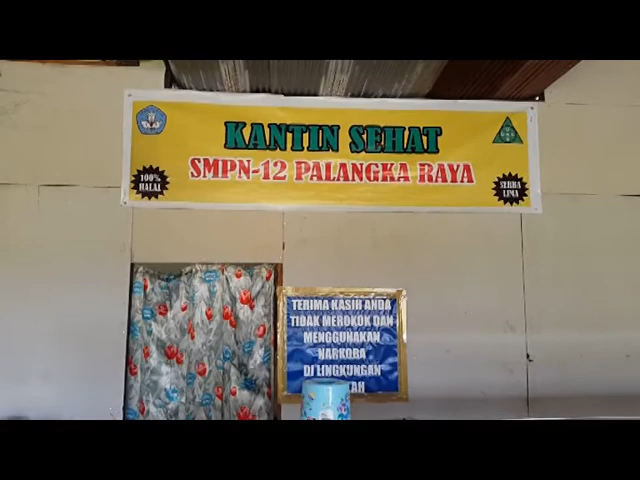 KANTIN SEHAT
SMPN-12 PALANGKA RAYA
100%
HALAL
SERBA
LIMA
TERIMA KASIH ANDA
TIDAK MEROKOK DAN
MENGGUNAKAN
NARKOBA
DI LINGKUNGAN